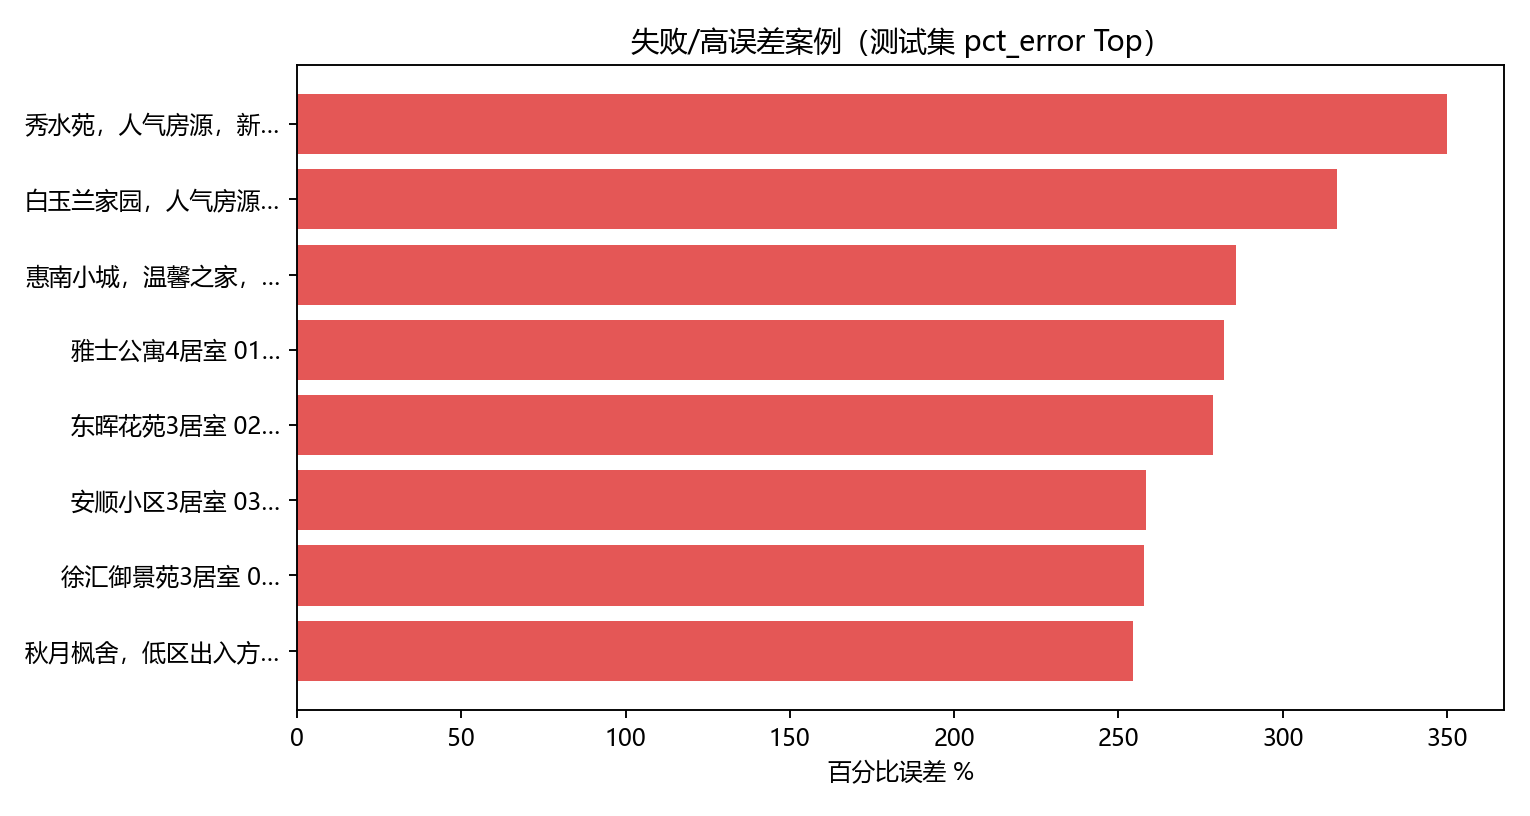 失败/高误差案例（测试集 pct_error Top）
秀水苑，人气房源，新...
白玉兰家园，人气房源...
惠南小城，温馨之家，...
雅士公寓4居室 01...
东晖花苑3居室 02...
安顺小区3居室 03...
徐汇御景苑3居室 0...
秋月枫舍，低区出入方...
0 50 100 150 200 250 300 350
百分比误差 %